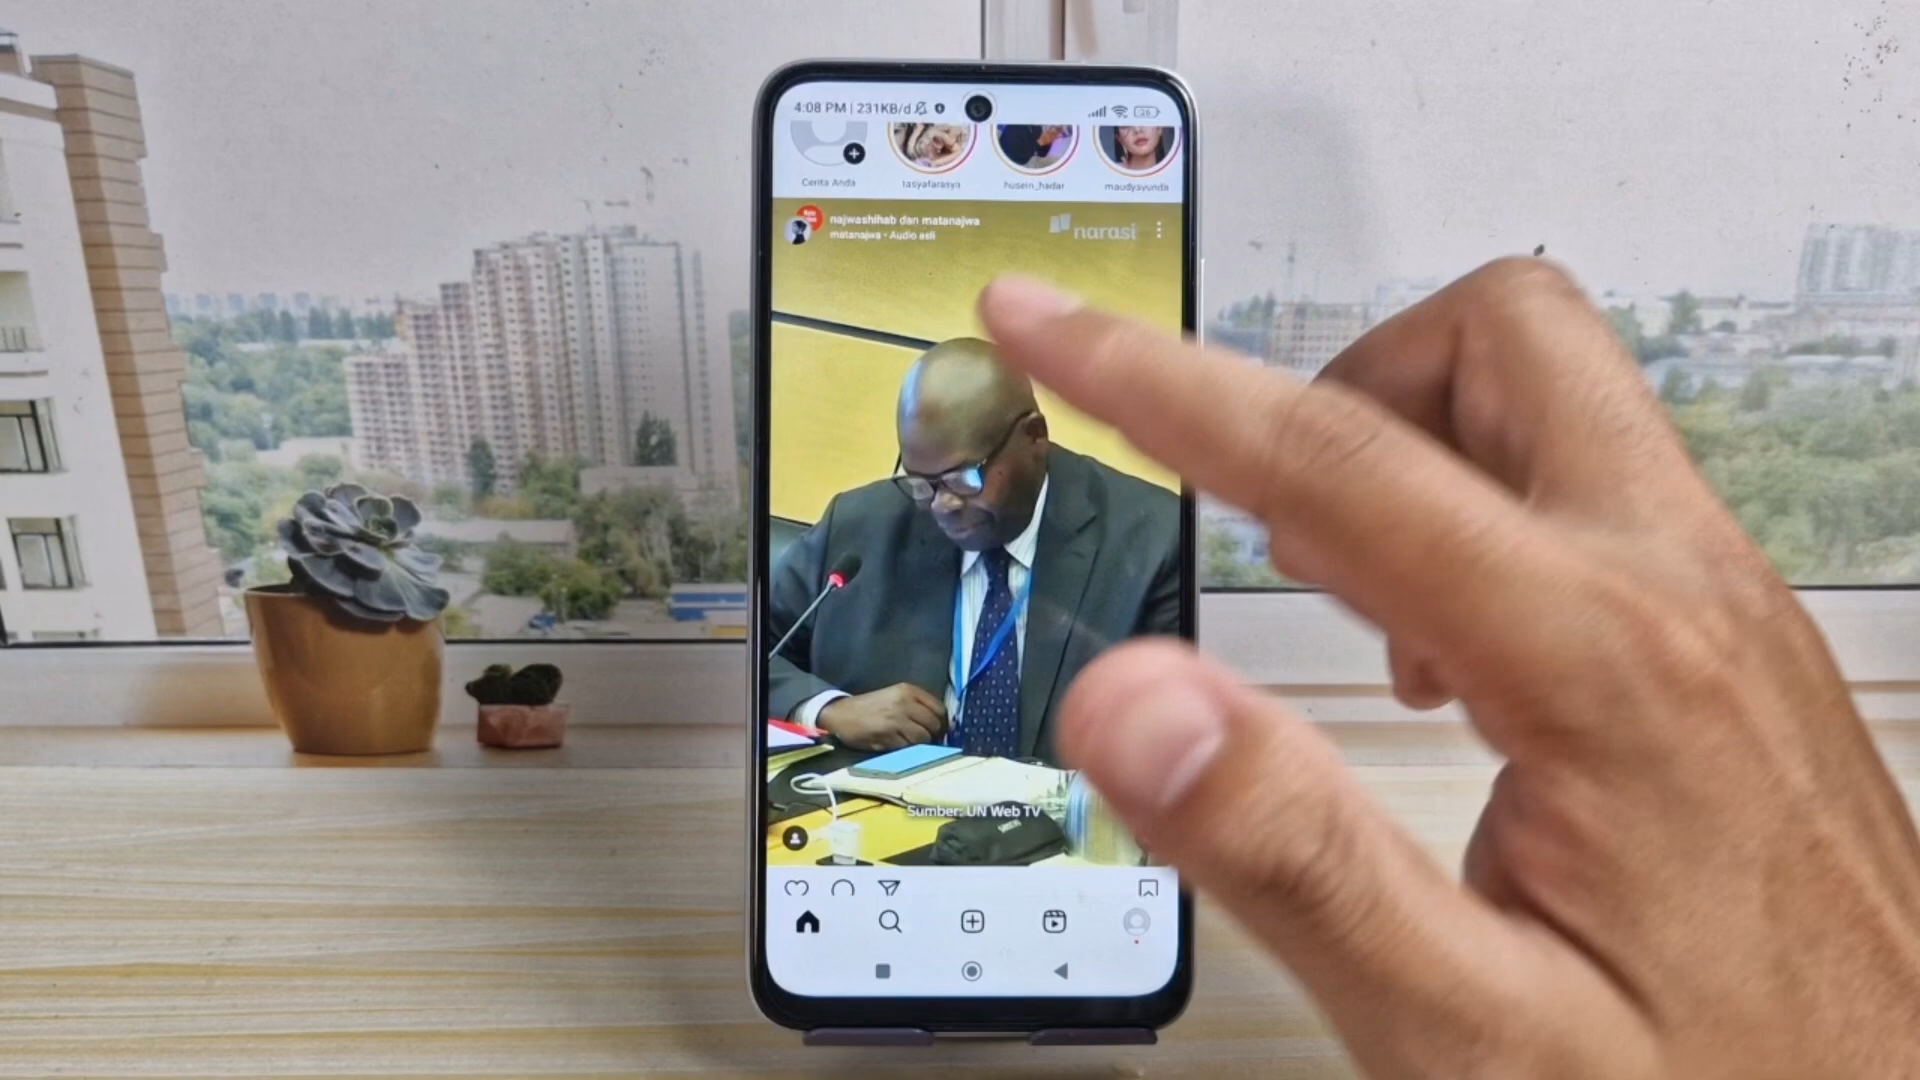 4:08 PM | 231KB/d
26
Cerita Anda
tasyafarasya
husein_hadar
maudyayunda
najwashihab dan matanajwa
matanajwa • Audio asli
narasi
Sumber: UN Web TV